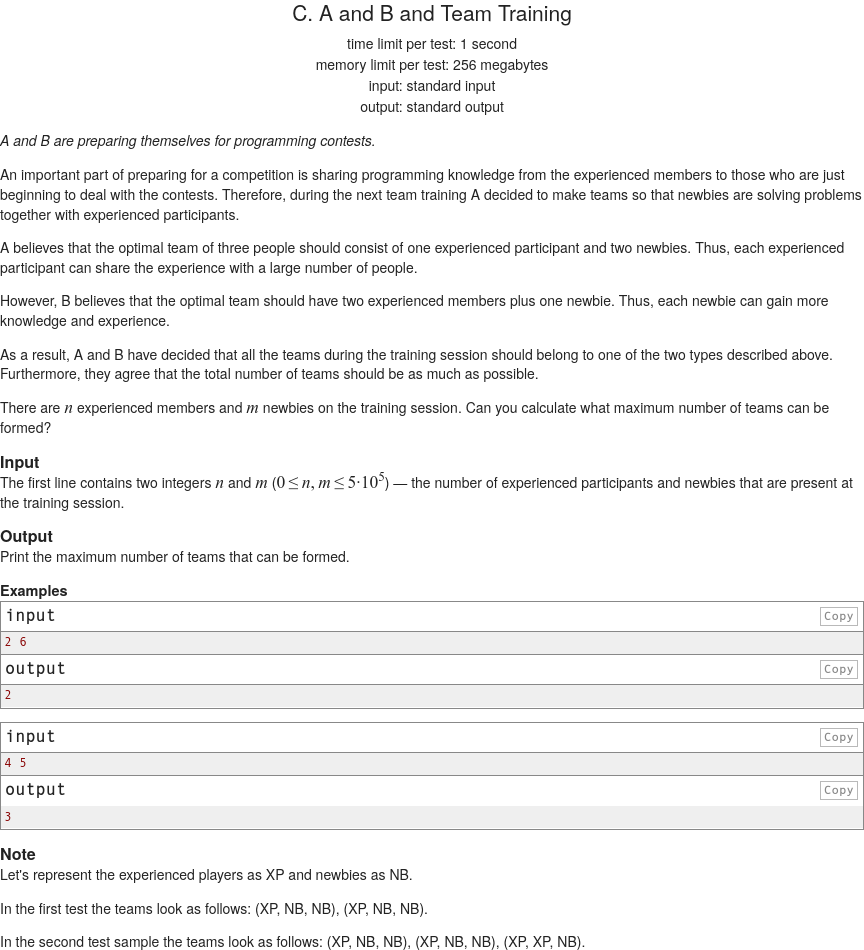 C. A and B and Team Training
time limit per test: 1 second
memory limit per test: 256 megabytes
input: standard input
output: standard output
A and B are preparing themselves for programming contests.
An important part of preparing for a competition is sharing programming knowledge from the experienced members to those who are just
beginning to deal with the contests. Therefore, during the next team training A decided to make teams so that newbies are solving problems
together with experienced participants.
A believes that the optimal team of three people should consist of one experienced participant and two newbies. Thus, each experienced
participant can share the experience with a large number of people.
However, B believes that the optimal team should have two experienced members plus one newbie. Thus, each newbie can gain more
knowledge and experience.
As a result, A and B have decided that all the teams during the training session should belong to one of the two types described above.
Furthermore, they agree that the total number of teams should be as much as possible.
There are n experienced members and m newbies on the training session. Can you calculate what maximum number of teams can be
formed?
Input
The first line contains two integers n and m (0 ≤ n, m ≤ 5·10⁵) — the number of experienced participants and newbies that are present at
the training session.
Output
Print the maximum number of teams that can be formed.
Examples
input Copy
2 6
output Copy
2
input Copy
4 5
output Copy
3
Note
Let's represent the experienced players as XP and newbies as NB.
In the first test the teams look as follows: (XP, NB, NB), (XP, NB, NB).
In the second test sample the teams look as follows: (XP, NB, NB), (XP, NB, NB), (XP, XP, NB).